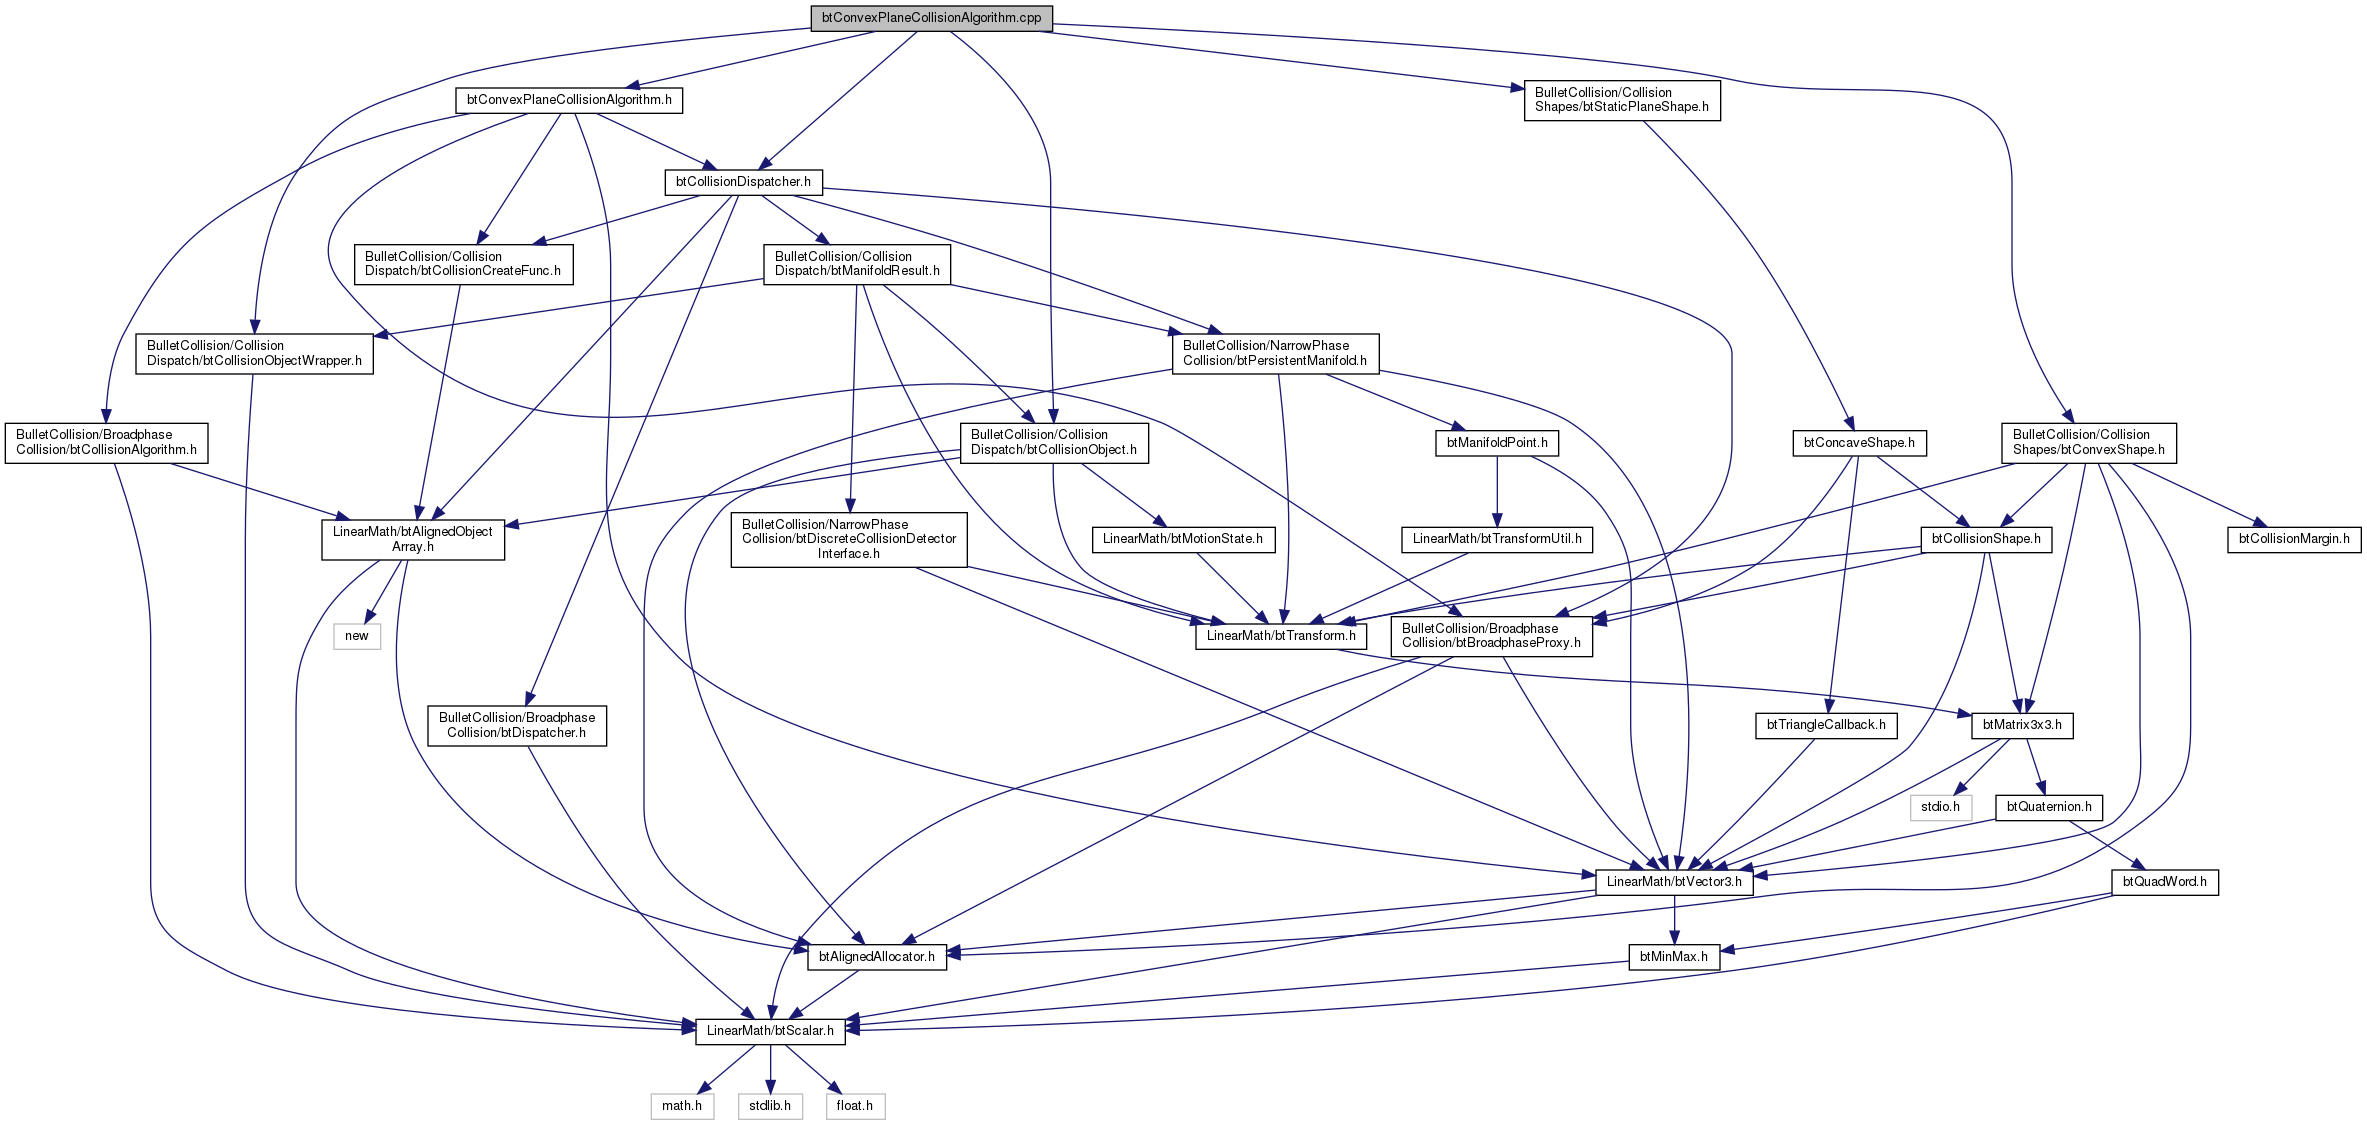 btConvexPlaneCollisionAlgorithm.cpp
btConvexPlaneCollisionAlgorithm.h
BulletCollision/Collision
Shapes/btStaticPlaneShape.h
btCollisionDispatcher.h
BulletCollision/Collision
Dispatch/btCollisionCreateFunc.h
BulletCollision/Collision
Dispatch/btManifoldResult.h
BulletCollision/Collision
Dispatch/btCollisionObjectWrapper.h
BulletCollision/NarrowPhase
Collision/btPersistentManifold.h
BulletCollision/Broadphase
Collision/btCollisionAlgorithm.h
BulletCollision/Collision
Dispatch/btCollisionObject.h
btManifoldPoint.h
btConcaveShape.h
BulletCollision/Collision
Shapes/btConvexShape.h
LinearMath/btAlignedObject
Array.h
BulletCollision/NarrowPhase
Collision/btDiscreteCollisionDetector
Interface.h
LinearMath/btMotionState.h
LinearMath/btTransformUtil.h
btCollisionShape.h
btCollisionMargin.h
new
LinearMath/btTransform.h
BulletCollision/Broadphase
Collision/btBroadphaseProxy.h
BulletCollision/Broadphase
Collision/btDispatcher.h
btTriangleCallback.h
btMatrix3x3.h
stdio.h
btQuaternion.h
LinearMath/btVector3.h
btQuadWord.h
btAlignedAllocator.h
btMinMax.h
LinearMath/btScalar.h
math.h
stdlib.h
float.h